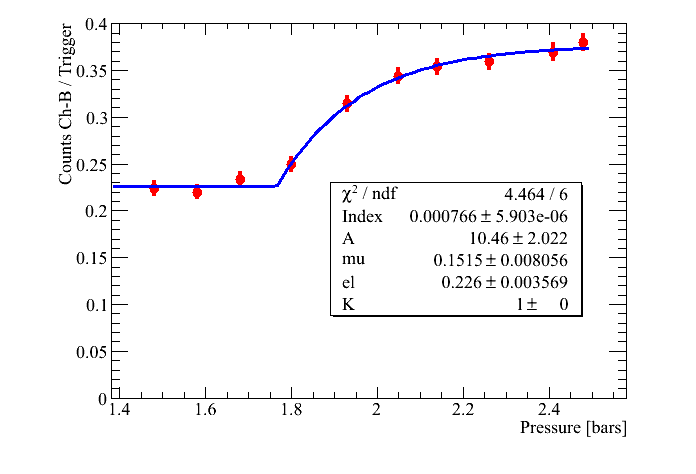 Counts Ch-B / Trigger
0.4
0.35
0.3
0.25
0.2
0.15
0.1
0.05
0
χ² / ndf 4.464 / 6
Index 0.000766 ± 5.903e-06
A 10.46 ± 2.022
mu 0.1515 ± 0.008056
el 0.226 ± 0.003569
K 1 ± 0
1.4 1.6 1.8 2 2.2 2.4
Pressure [bars]